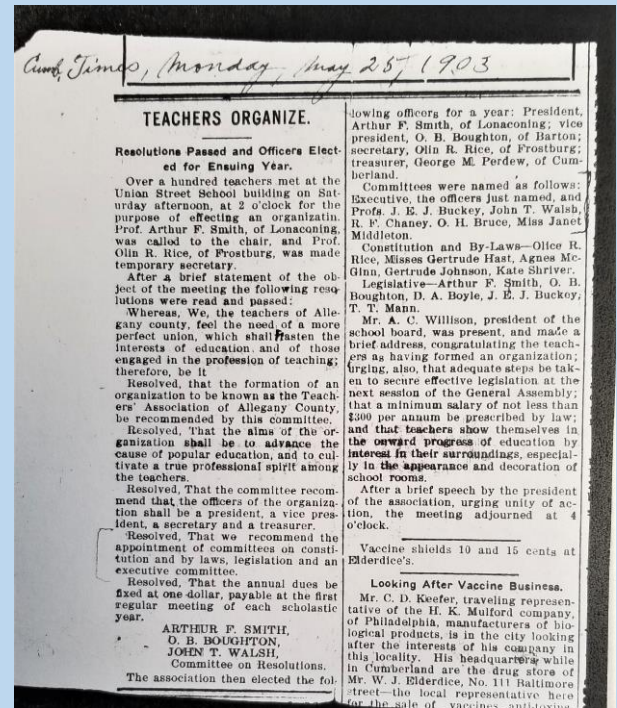 Cumb. Times, Monday, May 25, 1903
TEACHERS ORGANIZE.
Resolutions Passed and Officers Elect-
ed for Ensuing Year.
Over a hundred teachers met at the
Union Street School building on Sat-
urday afternoon, at 2 o'clock for the
purpose of effecting an organizatin.
Prof. Arthur F. Smith, of Lonaconing,
was called to the chair, and Prof.
Olin R. Rice, of Frostburg, was made
temporary secretary.
After a brief statement of the ob-
ject of the meeting the following reso-
lutions were read and passed:
Whereas, We, the teachers of Alle-
gany county, feel the need of a more
perfect union, which shall hasten the
interests of education and of those
engaged in the profession of teaching;
therefore, be it
Resolved, that the formation of an
organization to be known as the Teach-
ers' Association of Allegany County,
be recommended by this committee.
Resolved, That the aims of the or-
ganization shall be to advance the
cause of popular education, and to cul-
tivate a true professional spirit among
the teachers.
Resolved, That the committee recom-
mend that the officers of the organiza-
tion shall be a president, a vice pres-
ident, a secretary and a treasurer.
Resolved, That we recommend the
appointment of committees on consti-
tution and by laws, legislation and an
executive committee.
Resolved, That the annual dues be
fixed at one dollar, payable at the first
regular meeting of each scholastic
year.
ARTHUR F. SMITH,
O. B. BOUGHTON,
JOHN T. WALSH,
Committee on Resolutions.
The association then elected the fol-
lowing officers for a year: President,
Arthur F. Smith, of Lonaconing; vice
president, O. B. Boughton, of Barton;
secretary, Olin R. Rice, of Frostburg;
treasurer, George M. Perdew, of Cum-
berland.
Committees were named as follows:
Executive, the officers just named, and
Profs. J. E. J. Buckey, John T. Walsh,
R. F. Chaney, O. H. Bruce, Miss Janet
Middleton.
Constitution and By-Laws—Olice R.
Rice, Misses Gertrude Hast, Agnes Mc-
Ginn, Gertrude Johnson, Kate Shriver.
Legislative—Arthur F. Smith, O. B.
Boughton, D. A. Boyle, J. E. J. Buckey,
T. T. Mann.
Mr. A. C. Willison, president of the
school board, was present, and made a
brief address, congratulating the teach-
ers as having formed an organization;
urging, also, that adequate steps be tak-
en to secure effective legislation at the
next session of the General Assembly;
that a minimum salary of not less than
$300 per annum be prescribed by law;
and that teachers show themselves in
the onward progress of education by
interest in their surroundings, especial-
ly in the appearance and decoration of
school rooms.
After a brief speech by the president
of the association, urging unity of ac-
tion, the meeting adjourned at 4
o'clock.
Vaccine shields 10 and 15 cents at
Elderdice's.
Looking After Vaccine Business.
Mr. C. D. Keefer, traveling represen-
tative of the H. K. Mulford company,
of Philadelphia, manufacturers of bio-
logical products, is in the city looking
after the interests of his company in
this locality. His headquarters while
in Cumberland are the drug store of
Mr. W. J. Elderdice, No. 111 Baltimore
street—the local representative here
for the sale of vaccines, antitoxins